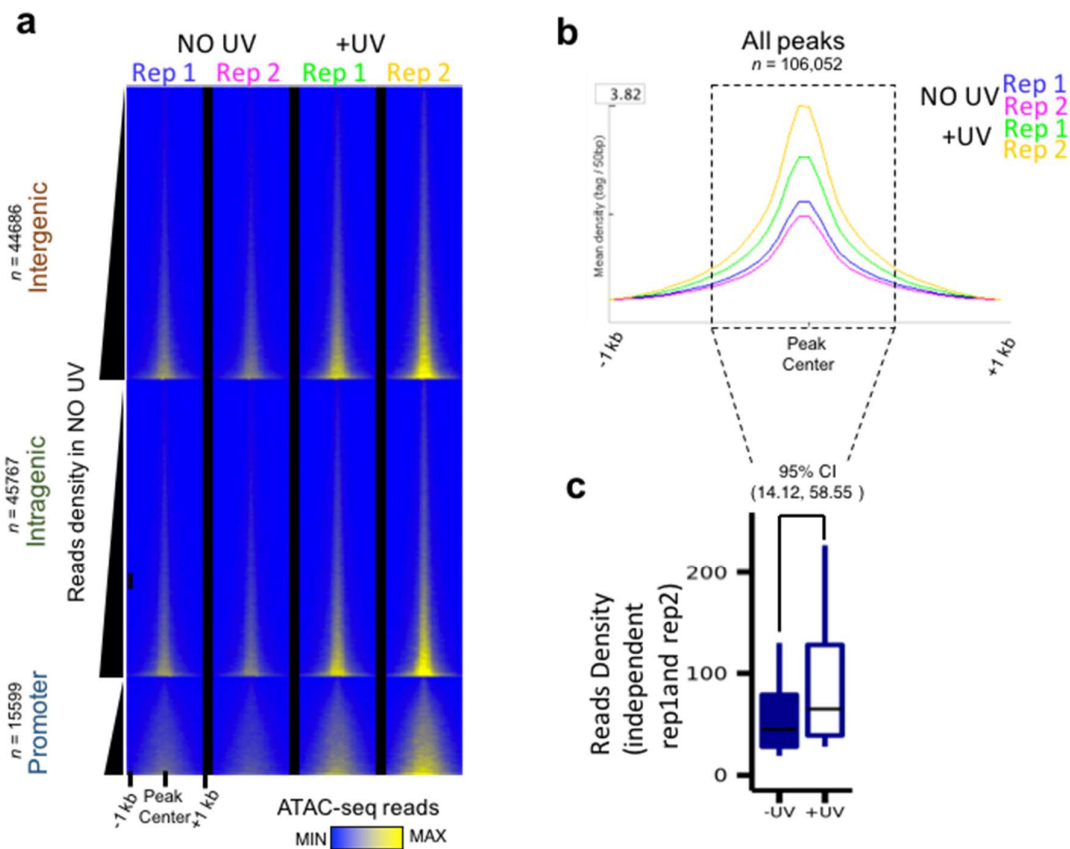 a
NO UV +UV
Rep 1 Rep 2 Rep 1 Rep 2
n = 44686
Intergenic
n = 45767
Intragenic
n = 15599
Promoter
Reads density in NO UV
-1 kb
Peak
Center
+1 kb
ATAC-seq reads
MIN MAX
b
All peaks
n = 106,052
3.82
Mean density (tag / 50bp)
NO UV Rep 1
Rep 2
+UV Rep 1
Rep 2
-1 kb
Peak
Center
+1 kb
c
95% CI
(14.12, 58.55 )
Reads Density
(independent
rep1and rep2)
200
100
0
-UV +UV